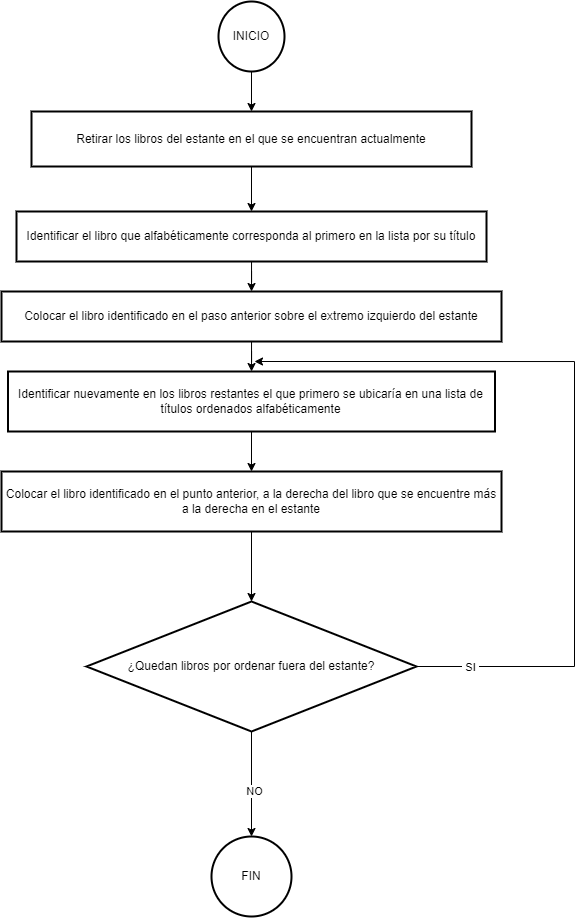 INICIO
Retirar los libros del estante en el que se encuentran actualmente
Identificar el libro que alfabéticamente corresponda al primero en la lista por su título
Colocar el libro identificado en el paso anterior sobre el extremo izquierdo del estante
Identificar nuevamente en los libros restantes el que primero se ubicaría en una lista de
títulos ordenados alfabéticamente
Colocar el libro identificado en el punto anterior, a la derecha del libro que se encuentre más
a la derecha en el estante
¿Quedan libros por ordenar fuera del estante?
SI
NO
FIN